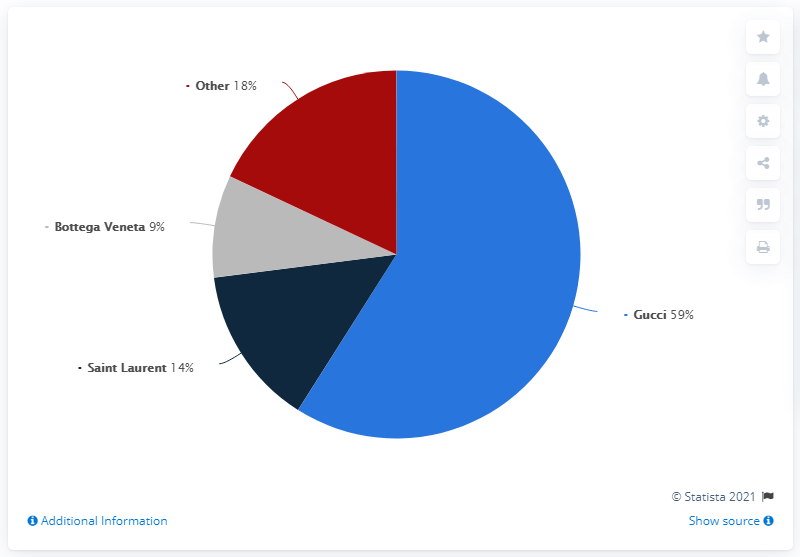 Other 18%
Bottega Veneta 9%
Gucci 59%
Saint Laurent 14%
© Statista 2021
Additional Information
Show source